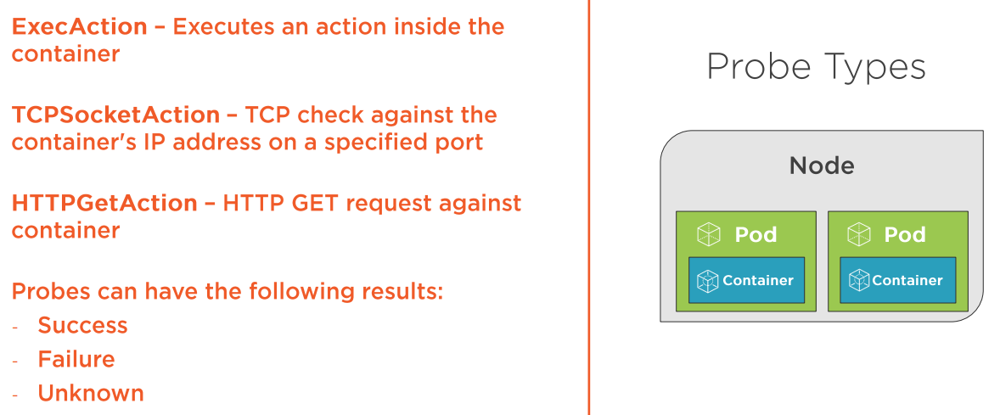 ExecAction – Executes an action inside the
container
TCPSocketAction – TCP check against the
container's IP address on a specified port
HTTPGetAction – HTTP GET request against
container
Probes can have the following results:
- Success
- Failure
- Unknown
Probe Types
Node
Pod
Container
Pod
Container